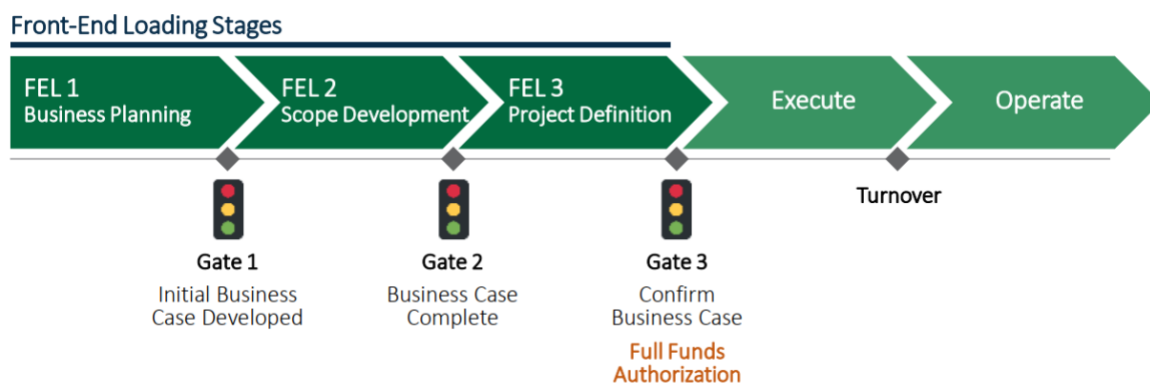 Front-End Loading Stages
FEL 1
Business Planning
FEL 2
Scope Development
FEL 3
Project Definition
Execute
Operate
Turnover
Gate 1
Initial Business
Case Developed
Gate 2
Business Case
Complete
Gate 3
Confirm
Business Case
Full Funds
Authorization